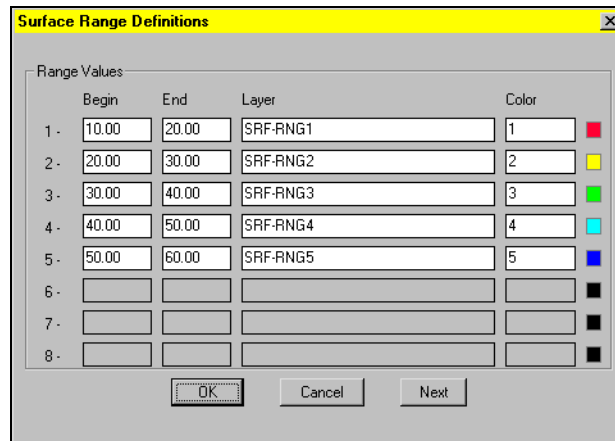 Surface Range Definitions
Range Values
Begin End Layer Color
1 - 10.00 20.00 SRF-RNG1 1
2 - 20.00 30.00 SRF-RNG2 2
3 - 30.00 40.00 SRF-RNG3 3
4 - 40.00 50.00 SRF-RNG4 4
5 - 50.00 60.00 SRF-RNG5 5
6 -
7 -
8 -
OK Cancel Next